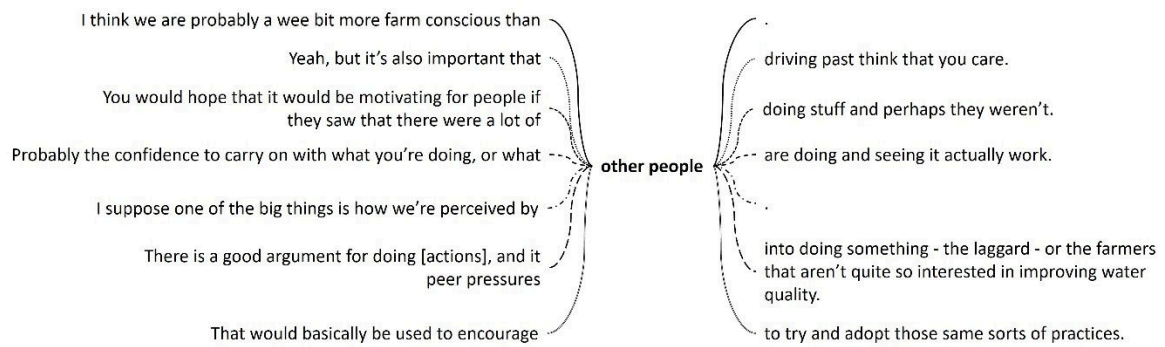 I think we are probably a wee bit more farm conscious than
Yeah, but it’s also important that
You would hope that it would be motivating for people if
they saw that there were a lot of
Probably the confidence to carry on with what you’re doing, or what
I suppose one of the big things is how we’re perceived by
There is a good argument for doing [actions], and it
peer pressures
That would basically be used to encourage
other people
.
driving past think that you care.
doing stuff and perhaps they weren’t.
are doing and seeing it actually work.
.
into doing something - the laggard - or the farmers
that aren’t quite so interested in improving water
quality.
to try and adopt those same sorts of practices.